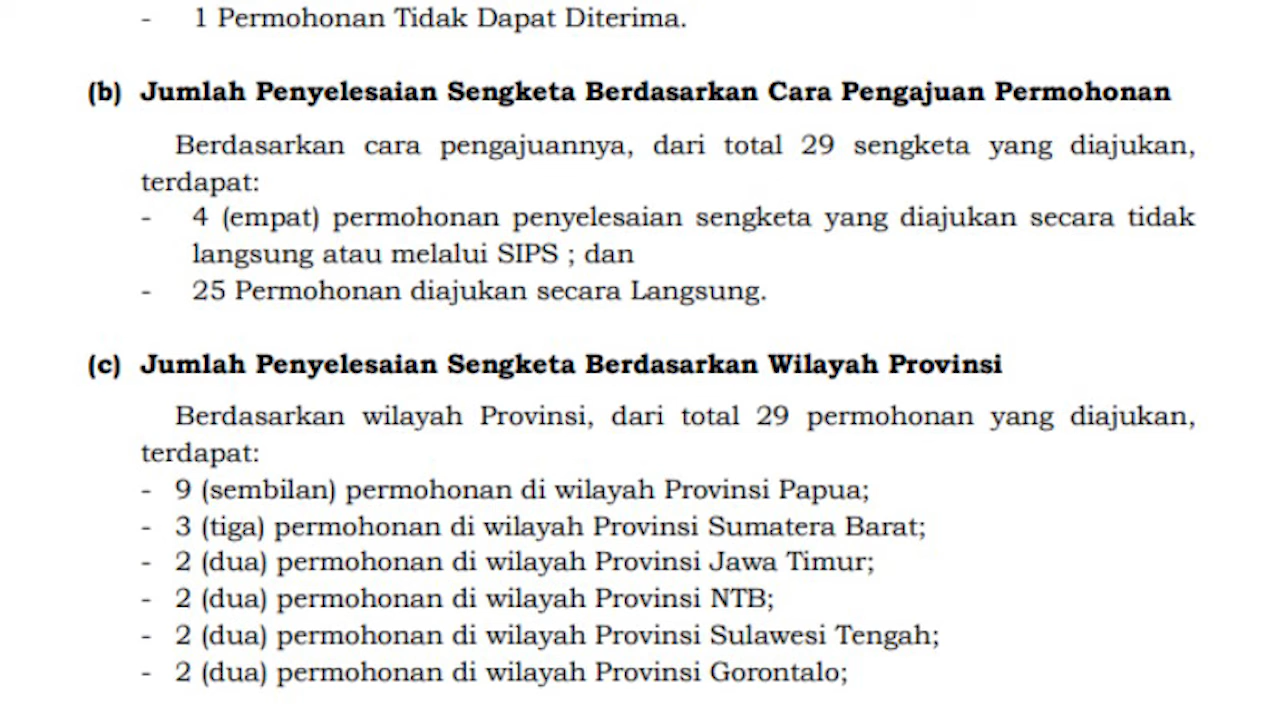 - 1 Permohonan Tidak Dapat Diterima.
(b) Jumlah Penyelesaian Sengketa Berdasarkan Cara Pengajuan Permohonan
Berdasarkan cara pengajuannya, dari total 29 sengketa yang diajukan,
terdapat:
- 4 (empat) permohonan penyelesaian sengketa yang diajukan secara tidak
langsung atau melalui SIPS ; dan
- 25 Permohonan diajukan secara Langsung.
(c) Jumlah Penyelesaian Sengketa Berdasarkan Wilayah Provinsi
Berdasarkan wilayah Provinsi, dari total 29 permohonan yang diajukan,
terdapat:
- 9 (sembilan) permohonan di wilayah Provinsi Papua;
- 3 (tiga) permohonan di wilayah Provinsi Sumatera Barat;
- 2 (dua) permohonan di wilayah Provinsi Jawa Timur;
- 2 (dua) permohonan di wilayah Provinsi NTB;
- 2 (dua) permohonan di wilayah Provinsi Sulawesi Tengah;
- 2 (dua) permohonan di wilayah Provinsi Gorontalo;